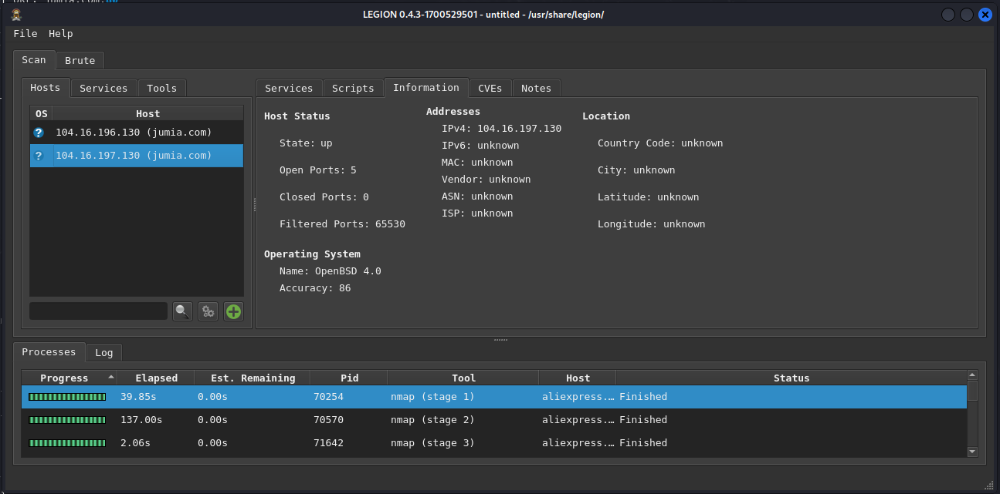 LEGION 0.4.3-1700529501 - untitled - /usr/share/legion/
File Help
Scan Brute
Hosts Services Tools
OS Host
? 104.16.196.130 (jumia.com)
? 104.16.197.130 (jumia.com)
Services Scripts Information CVEs Notes
Host Status
State: up
Open Ports: 5
Closed Ports: 0
Filtered Ports: 65530
Addresses
IPv4: 104.16.197.130
IPv6: unknown
MAC: unknown
Vendor: unknown
ASN: unknown
ISP: unknown
Location
Country Code: unknown
City: unknown
Latitude: unknown
Longitude: unknown
Operating System
Name: OpenBSD 4.0
Accuracy: 86
Processes Log
Progress Elapsed Est. Remaining Pid Tool Host Status
39.85s 0.00s 70254 nmap (stage 1) aliexpress.… Finished
137.00s 0.00s 70570 nmap (stage 2) aliexpress.… Finished
2.06s 0.00s 71642 nmap (stage 3) aliexpress.… Finished